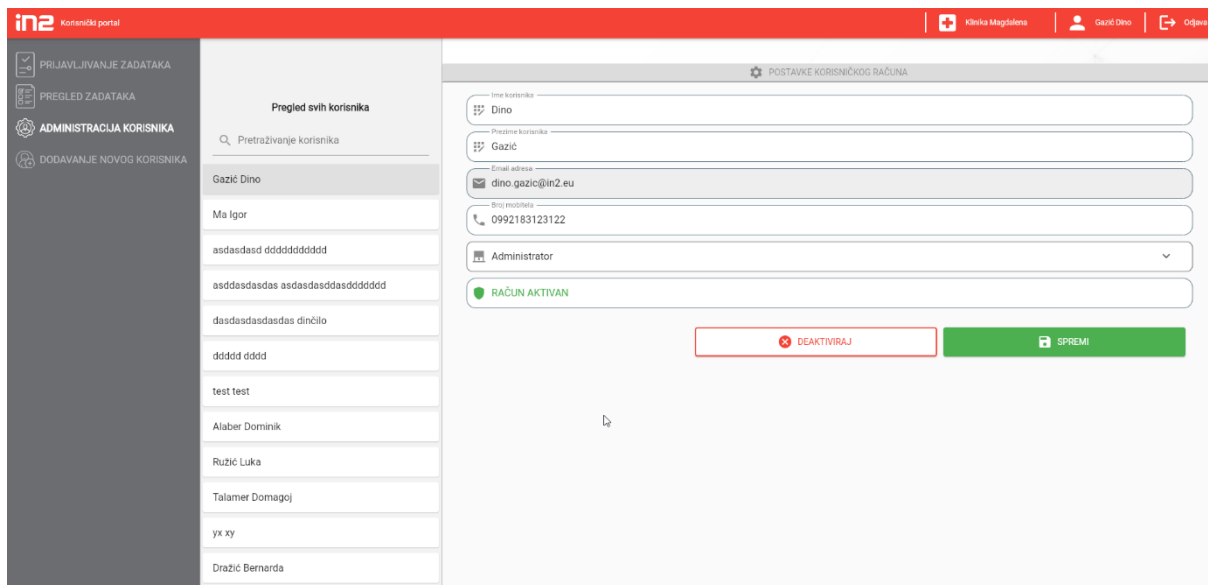 in2 Korisnički portal
Klinika Magdalena
Gazić Dino
Odjava
PRIJAVLJIVANJE ZADATAKA
PREGLED ZADATAKA
ADMINISTRACIJA KORISNIKA
DODAVANJE NOVOG KORISNIKA
Pregled svih korisnika
Pretraživanje korisnika
Gazić Dino
Ma Igor
asdasdasd ddddddddddd
asddasdasdas asdasdasddasddddddd
dasdasdasdasdas dinčilo
ddddd dddd
test test
Alaber Dominik
Ružić Luka
Talamer Domagoj
yx xy
Dražić Bernarda
POSTAVKE KORISNIČKOG RAČUNA
Ime korisnika
Dino
Prezime korisnika
Gazić
Email adresa
dino.gazic@in2.eu
Broj mobitela
0992183123122
Administrator
RAČUN AKTIVAN
DEAKTIVIRAJ
SPREMI